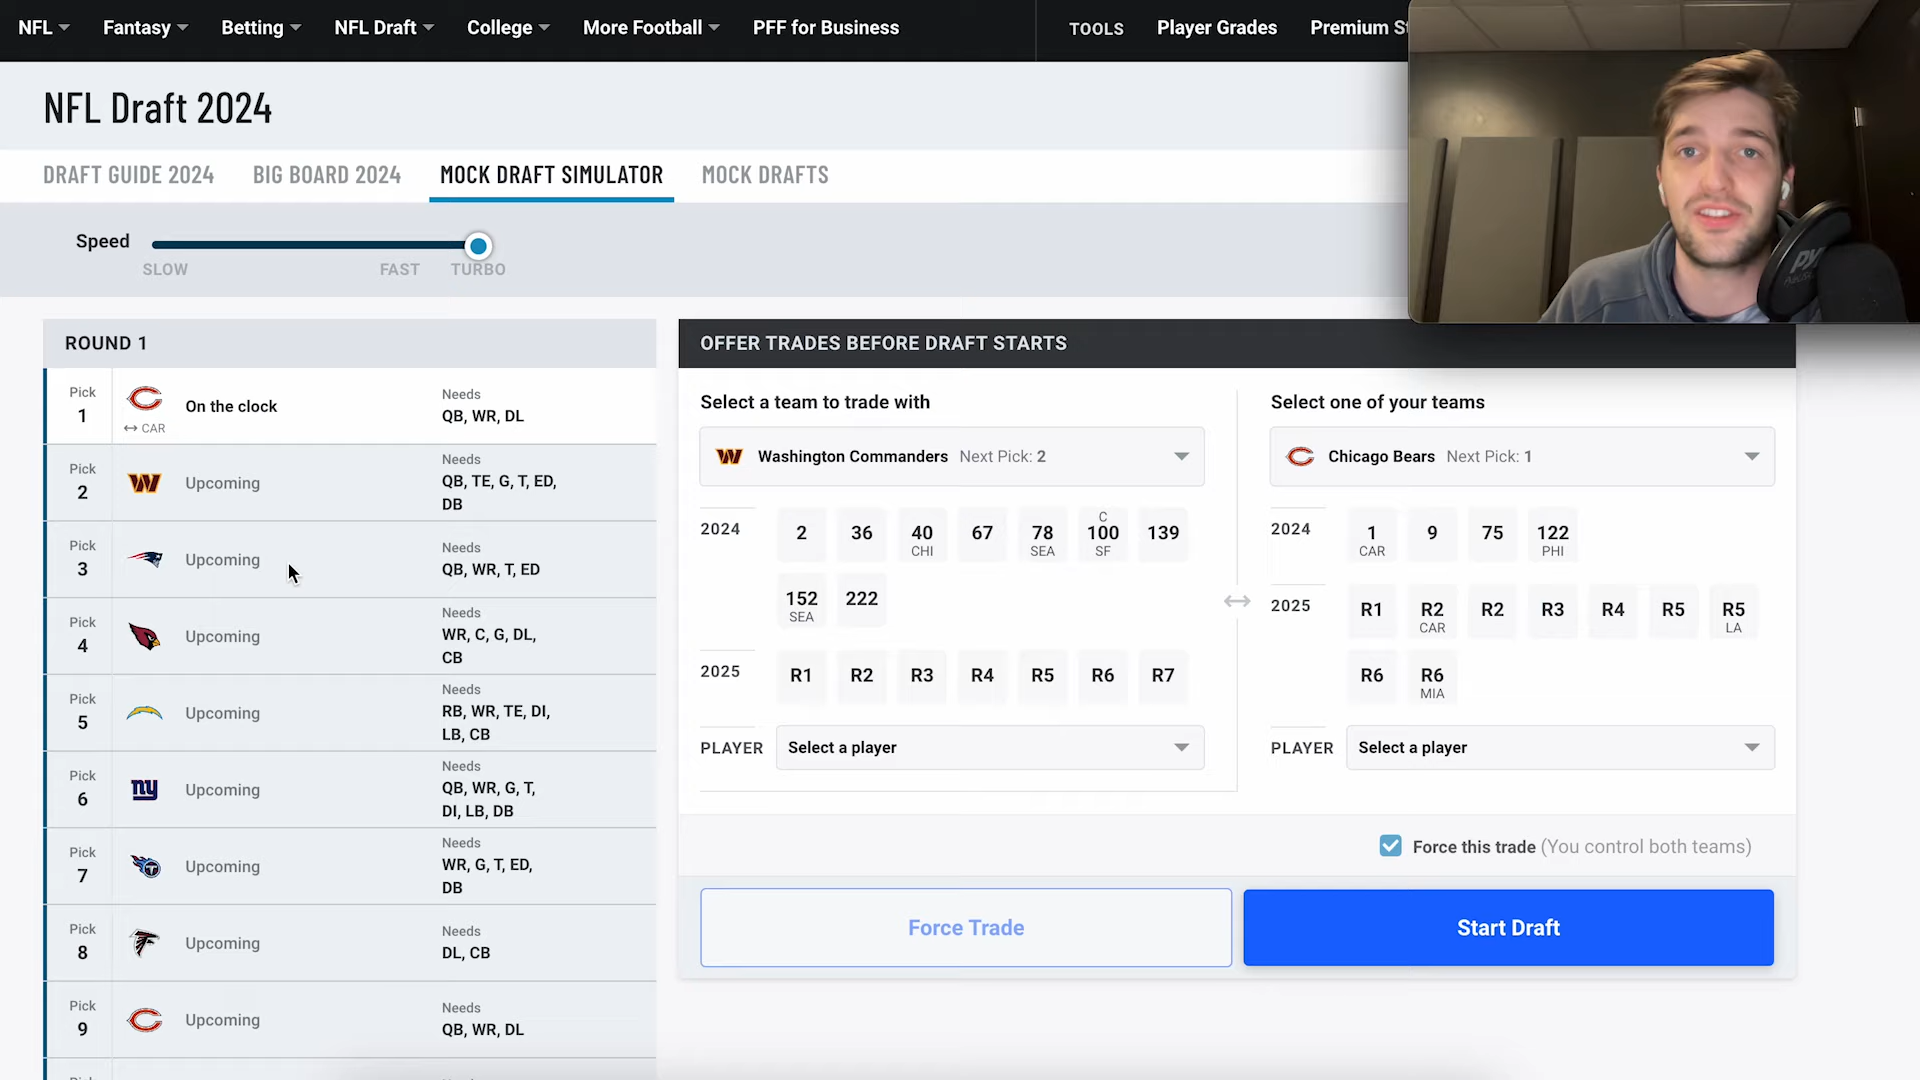 NFL Fantasy Betting NFL Draft College More Football PFF for Business TOOLS Player Grades Premium St
NFL Draft 2024
DRAFT GUIDE 2024 BIG BOARD 2024 MOCK DRAFT SIMULATOR MOCK DRAFTS
Speed
SLOW FAST TURBO
ROUND 1
Pick
1
CAR
On the clock
Needs
QB, WR, DL
Pick
2
W
Upcoming
Needs
QB, TE, G, T, ED,
DB
Pick
3
Upcoming
Needs
QB, WR, T, ED
Pick
4
Upcoming
Needs
WR, C, G, DL,
CB
Pick
5
Upcoming
Needs
RB, WR, TE, DI,
LB, CB
Pick
6
ny
Upcoming
Needs
QB, WR, G, T,
DI, LB, DB
Pick
7
Upcoming
Needs
WR, G, T, ED,
DB
Pick
8
Upcoming
Needs
DL, CB
Pick
9
Upcoming
Needs
QB, WR, DL
OFFER TRADES BEFORE DRAFT STARTS
Select a team to trade with
W Washington Commanders Next Pick: 2
2024 2 36 40 CHI 67 78 SEA C 100 SF 139
152 SEA 222
2025 R1 R2 R3 R4 R5 R6 R7
PLAYER Select a player
Select one of your teams
Chicago Bears Next Pick: 1
2024 1 CAR 9 75 122 PHI
2025 R1 R2 CAR R2 R3 R4 R5 R5 LA
R6 R6 MIA
PLAYER Select a player
Force this trade (You control both teams)
Force Trade Start Draft